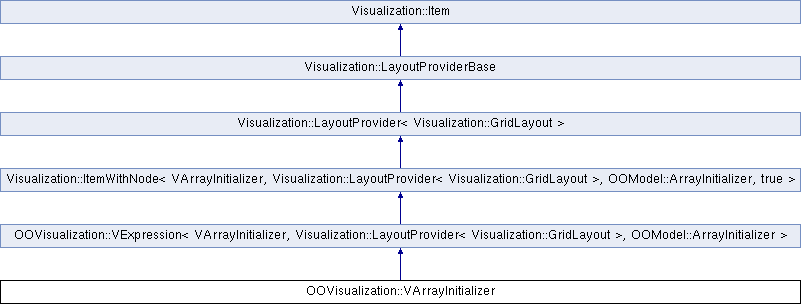 Visualization::Item
Visualization::LayoutProviderBase
Visualization::LayoutProvider< Visualization::GridLayout >
Visualization::ItemWithNode< VArrayInitializer, Visualization::LayoutProvider< Visualization::GridLayout >, OOModel::ArrayInitializer, true >
OOVisualization::VExpression< VArrayInitializer, Visualization::LayoutProvider< Visualization::GridLayout >, OOModel::ArrayInitializer >
OOVisualization::VArrayInitializer